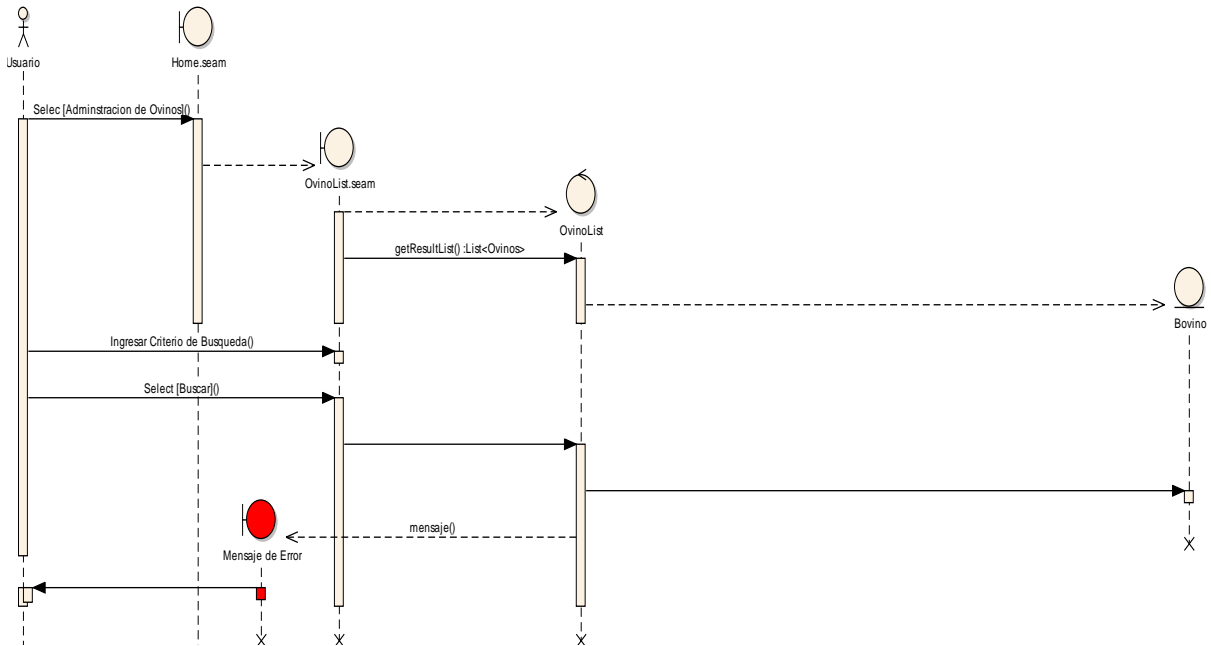 Usuario
Home.seam
Selec [Adminstracion de Ovinos]()
OvinoList.seam
OvinoList
getResultList() :List<Ovinos>
Bovino
Ingresar Criterio de Busqueda()
Select [Buscar]()
mensaje()
Mensaje de Error